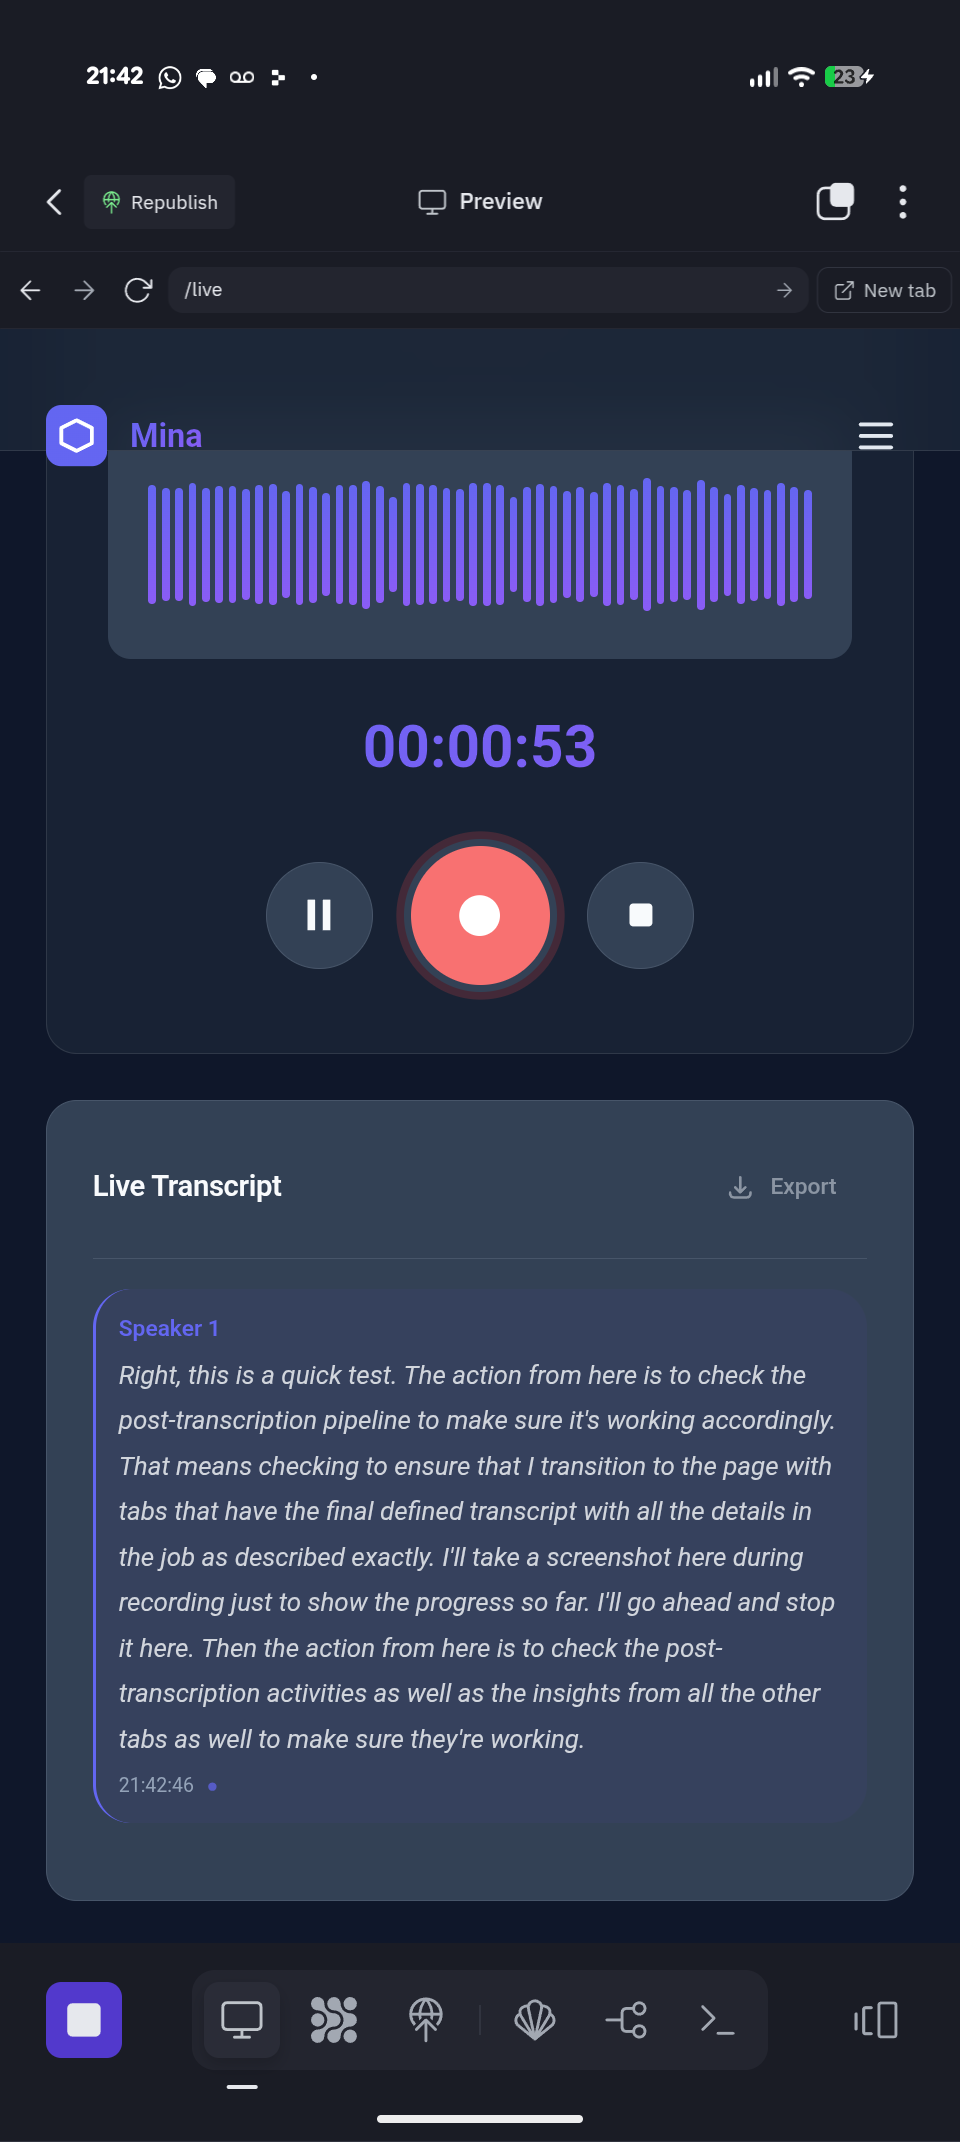 21:42
23
Republish
Preview
/live
New tab
Mina
00:00:53
Live Transcript
Export
Speaker 1
Right, this is a quick test. The action from here is to check the
post-transcription pipeline to make sure it's working accordingly.
That means checking to ensure that I transition to the page with
tabs that have the final defined transcript with all the details in
the job as described exactly. I'll take a screenshot here during
recording just to show the progress so far. I'll go ahead and stop
it here. Then the action from here is to check the post-
transcription activities as well as the insights from all the other
tabs as well to make sure they're working.
21:42:46